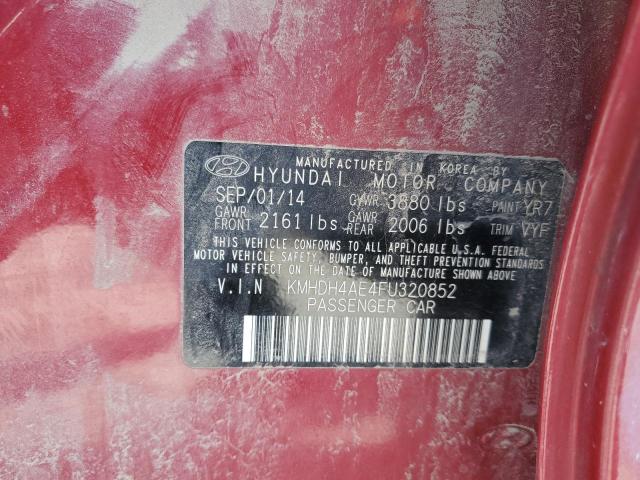 MANUFACTURED IN KOREA BY
HYUNDAI MOTOR COMPANY
SEP/01/14 GVWR 3880 lbs PAINT YR7
GAWR FRONT 2161 lbs GAWR REAR 2006 lbs TRIM VYF
THIS VEHICLE CONFORMS TO ALL APPLICABLE U.S.A. FEDERAL
MOTOR VEHICLE SAFETY, BUMPER, AND THEFT PREVENTION STANDARDS
IN EFFECT ON THE DATE OF MANUFACTURE SHOWN ABOVE.
V.I.N KMHDH4AE4FU320852
PASSENGER CAR